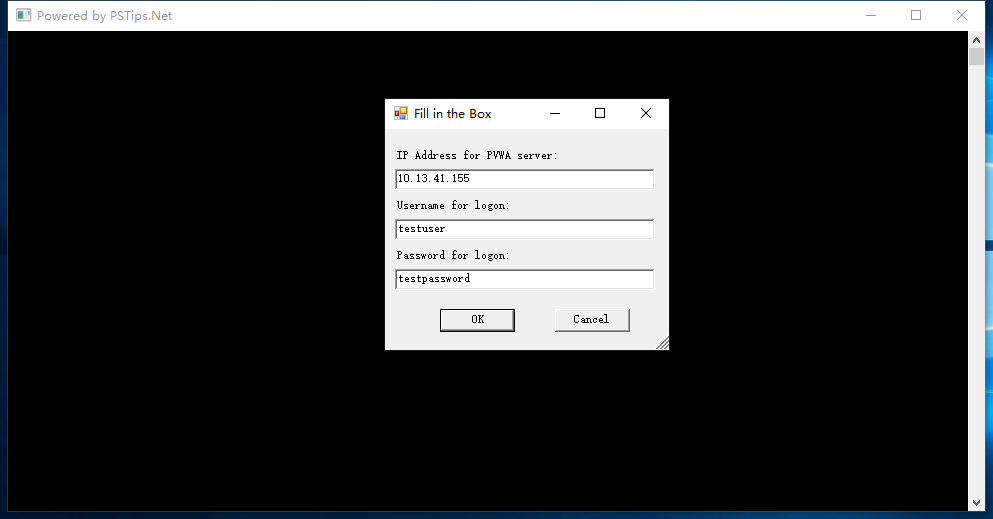 Powered by PSTips.Net
Fill in the Box
IP Address for PVWA server:
10.13.41.155
Username for logon:
testuser
Password for logon:
testpassword
OK Cancel